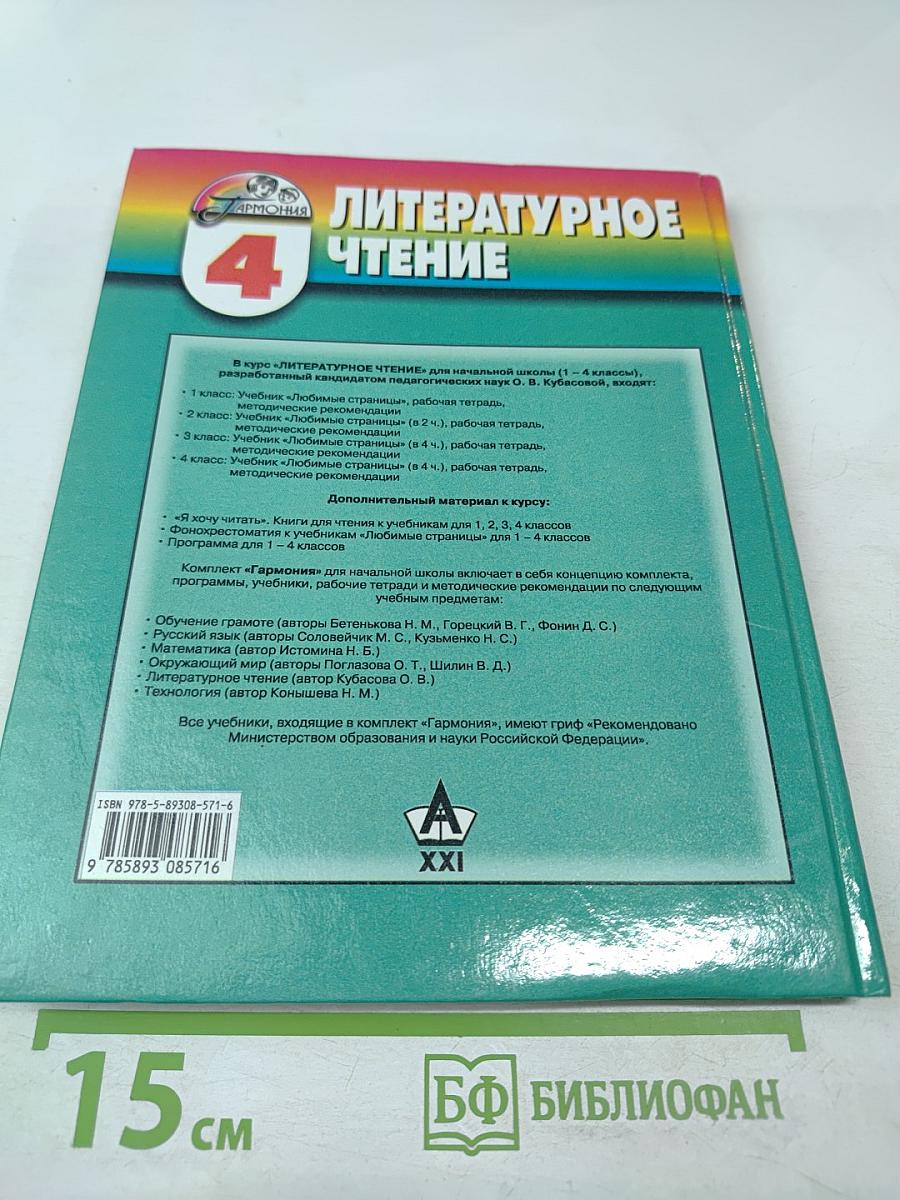 ГАРМОНИЯ
4
ЛИТЕРАТУРНОЕ
ЧТЕНИЕ
В курс «ЛИТЕРАТУРНОЕ ЧТЕНИЕ» для начальной школы (1 – 4 классы),
разработанный кандидатом педагогических наук О. В. Кубасовой, входят:
• 1 класс: Учебник «Любимые страницы», рабочая тетрадь,
методические рекомендации
• 2 класс: Учебник «Любимые страницы» (в 2 ч.), рабочая тетрадь,
методические рекомендации
• 3 класс: Учебник «Любимые страницы» (в 4 ч.), рабочая тетрадь,
методические рекомендации
• 4 класс: Учебник «Любимые страницы» (в 4 ч.), рабочая тетрадь,
методические рекомендации
Дополнительный материал к курсу:
• «Я хочу читать». Книги для чтения к учебникам для 1, 2, 3, 4 классов
• Фонохрестоматия к учебникам «Любимые страницы» для 1 – 4 классов
• Программа для 1 – 4 классов
Комплект «Гармония» для начальной школы включает в себя концепцию комплекта,
программы, учебники, рабочие тетради и методические рекомендации по следующим
учебным предметам:
• Обучение грамоте (авторы Бетенькова Н. М., Горецкий В. Г., Фонин Д. С.)
• Русский язык (авторы Соловейчик М. С., Кузьменко Н. С.)
• Математика (автор Истомина Н. Б.)
• Окружающий мир (авторы Поглазова О. Т., Шилин В. Д.)
• Литературное чтение (автор Кубасова О. В.)
• Технология (автор Конышева Н. М.)
Все учебники, входящие в комплект «Гармония», имеют гриф «Рекомендовано
Министерством образования и науки Российской Федерации».
ISBN 978-5-89308-571-6
9 785893 085716
А
XXI
15 см
БФ БИБЛИОФАН